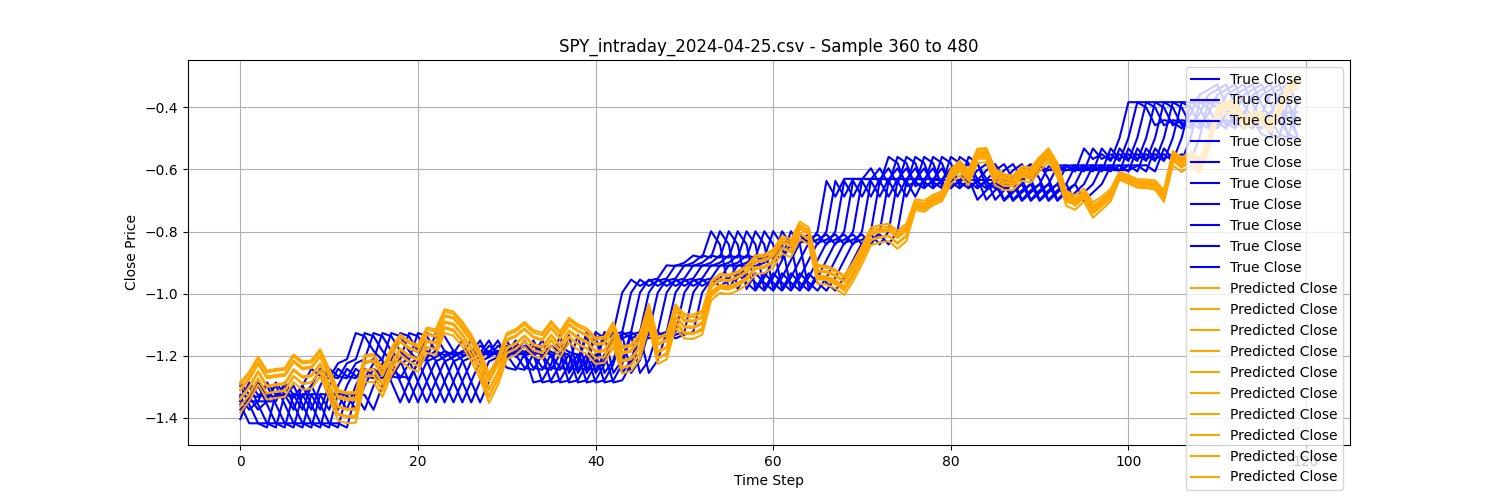 SPY_intraday_2024-04-25.csv - Sample 360 to 480
Close Price
−0.4
−0.6
−0.8
−1.0
−1.2
−1.4
0
20
40
60
80
100
120
Time Step
True Close
True Close
True Close
True Close
True Close
True Close
True Close
True Close
True Close
True Close
Predicted Close
Predicted Close
Predicted Close
Predicted Close
Predicted Close
Predicted Close
Predicted Close
Predicted Close
Predicted Close
Predicted Close